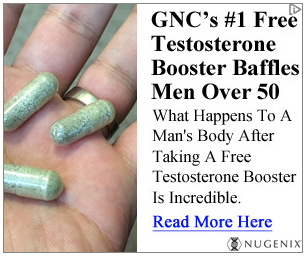 GNC's #1 Free
Testosterone
Booster Baffles
Men Over 50
What Happens To A
Man's Body After
Taking A Free
Testosterone Booster
Is Incredible.
Read More Here
NUGENIX